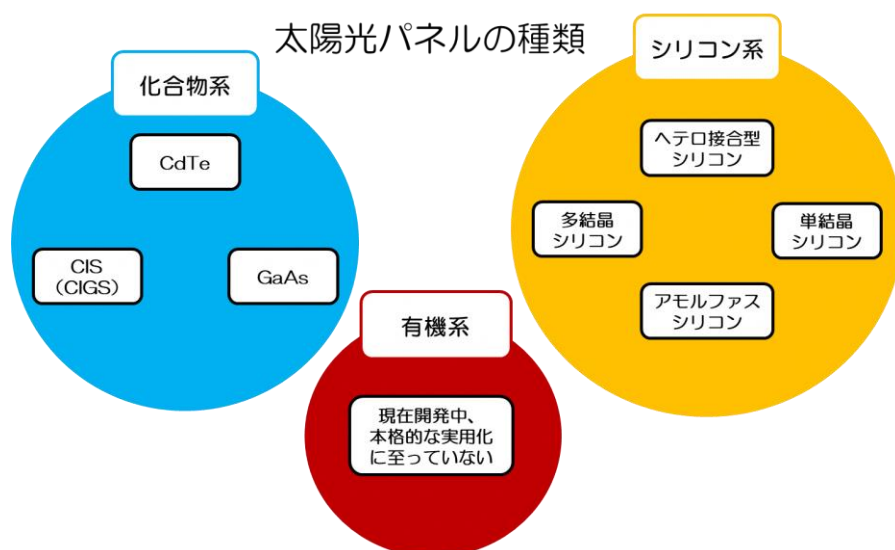 太陽光パネルの種類
化合物系
CdTe
CIS
(CIGS)
GaAs
シリコン系
ヘテロ接合型
シリコン
多結晶
シリコン
単結晶
シリコン
アモルファス
シリコン
有機系
現在開発中、
本格的な実用化
に至っていない